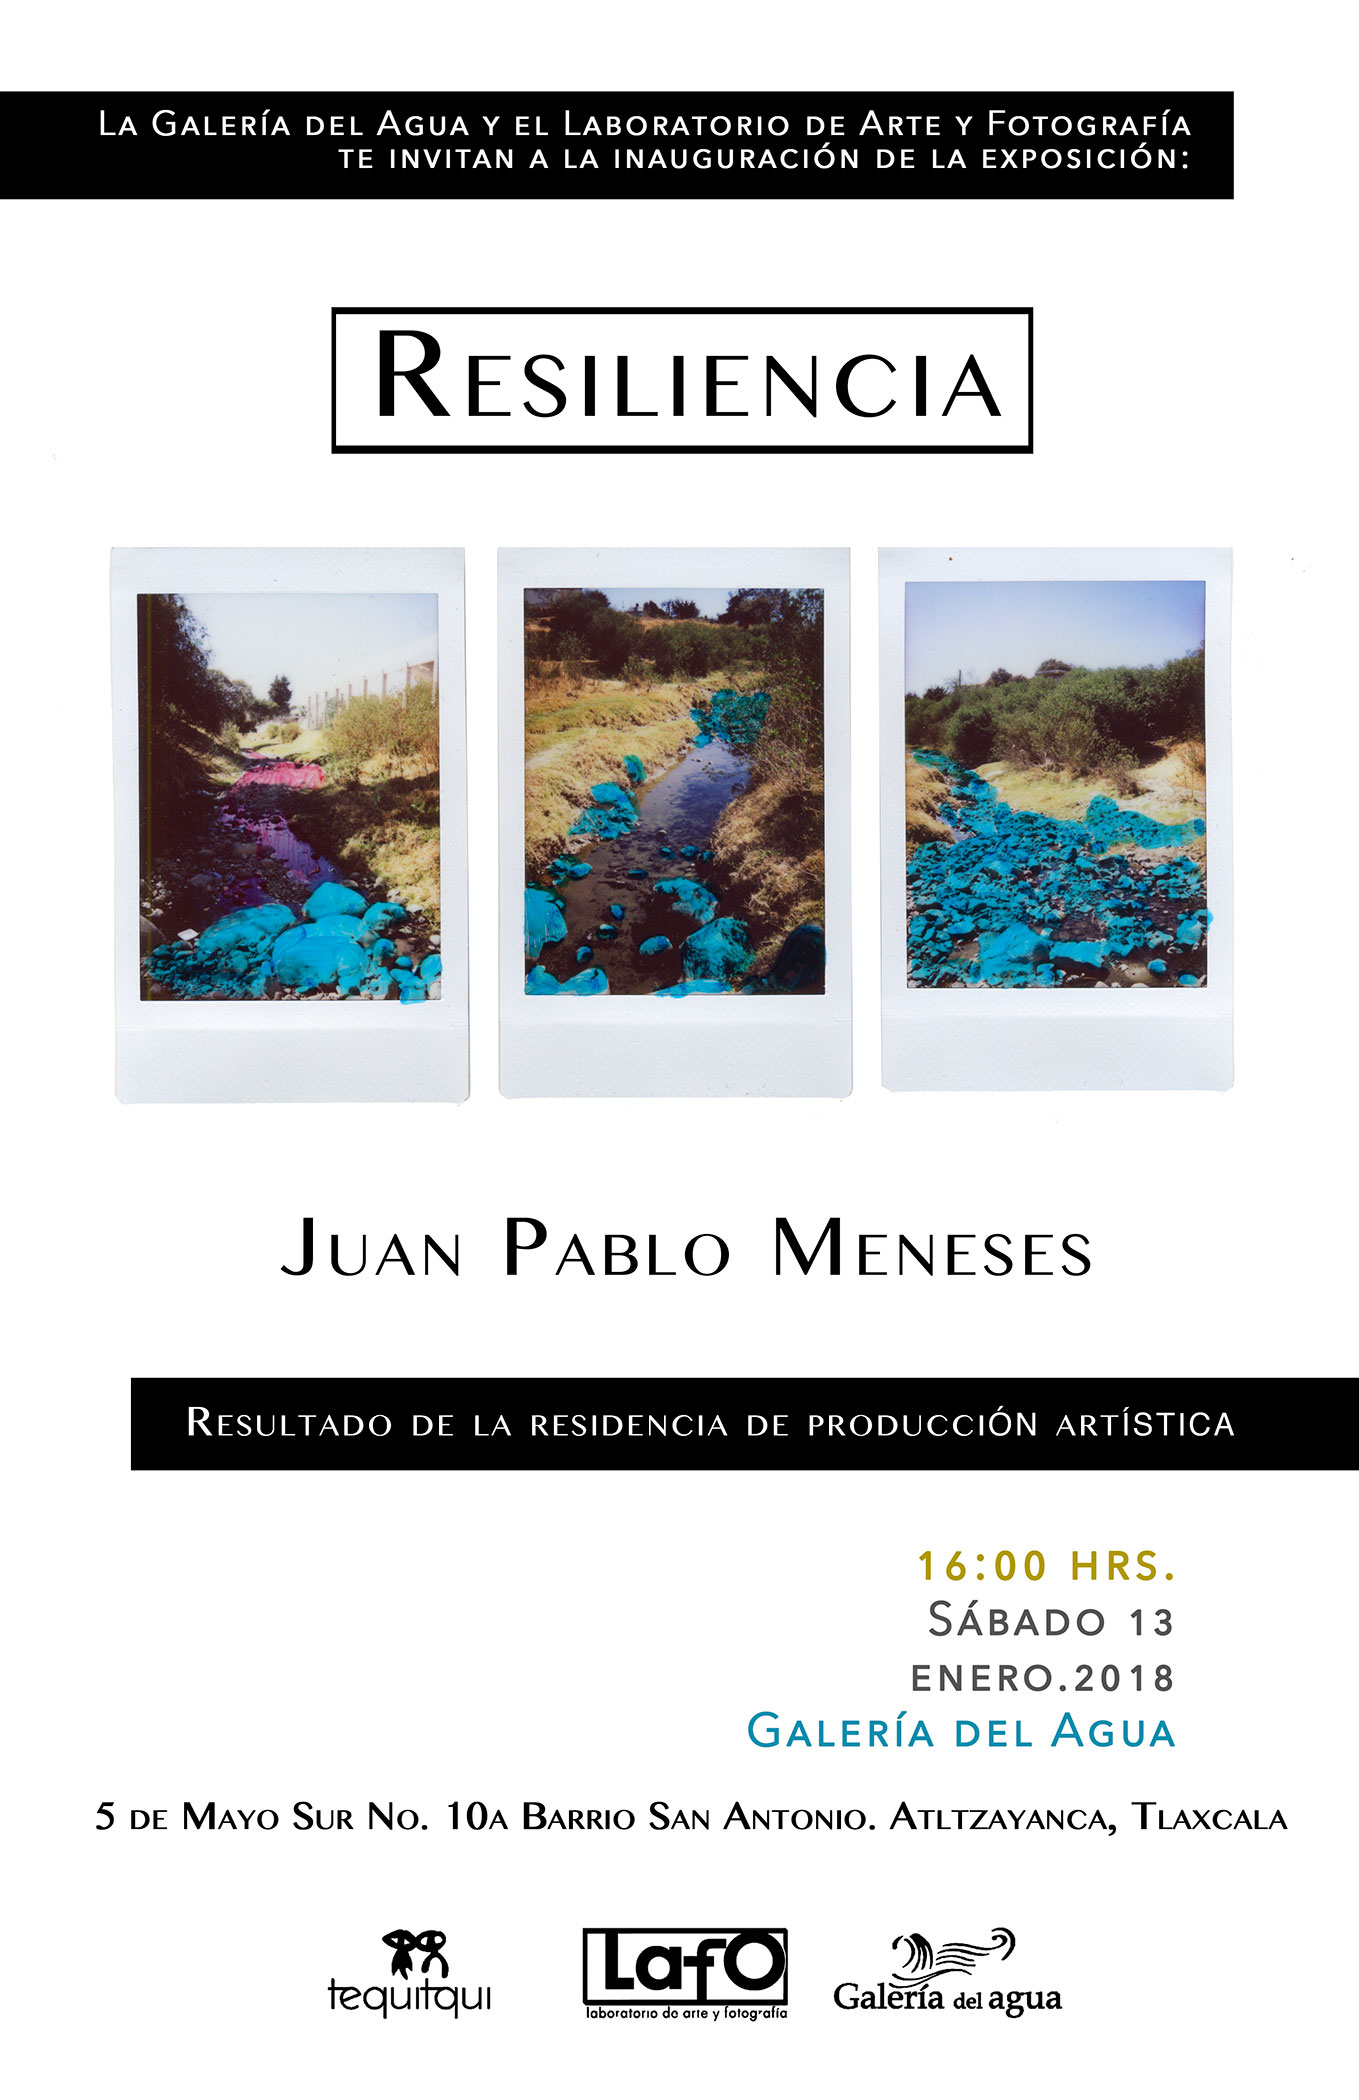 La Galería del Agua y el Laboratorio de Arte y Fotografía
te invitan a la inauguración de la exposición:
Resiliencia
Juan Pablo Meneses
Resultado de la residencia de producción artística
16:00 hrs.
Sábado 13
enero.2018
Galería del Agua
5 de Mayo Sur No. 10a Barrio San Antonio. Atltzayanca, Tlaxcala
tequitqui
Lafo
laboratorio de arte y fotografía
Galería del agua